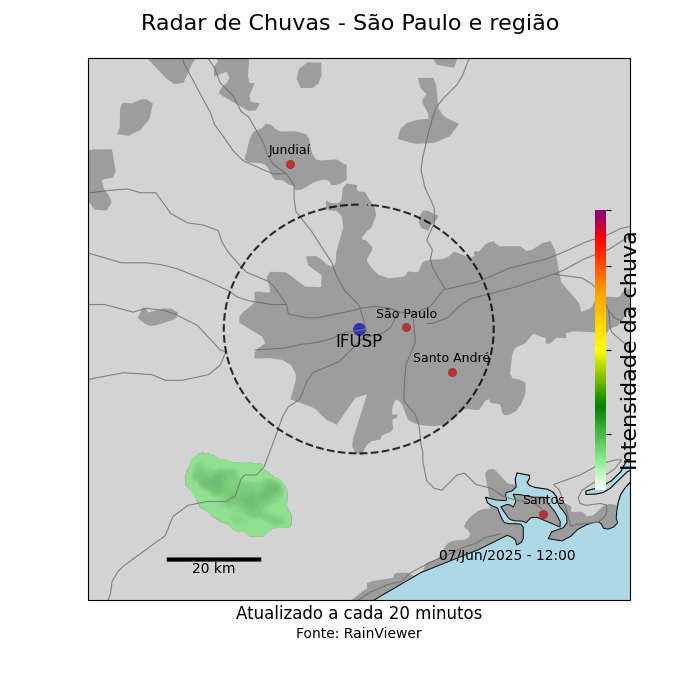 Radar de Chuvas - São Paulo e região
Jundiaí
São Paulo
IFUSP
Santo André
Intensidade da chuva
Santos
07/Jun/2025 - 12:00
20 km
Atualizado a cada 20 minutos
Fonte: RainViewer